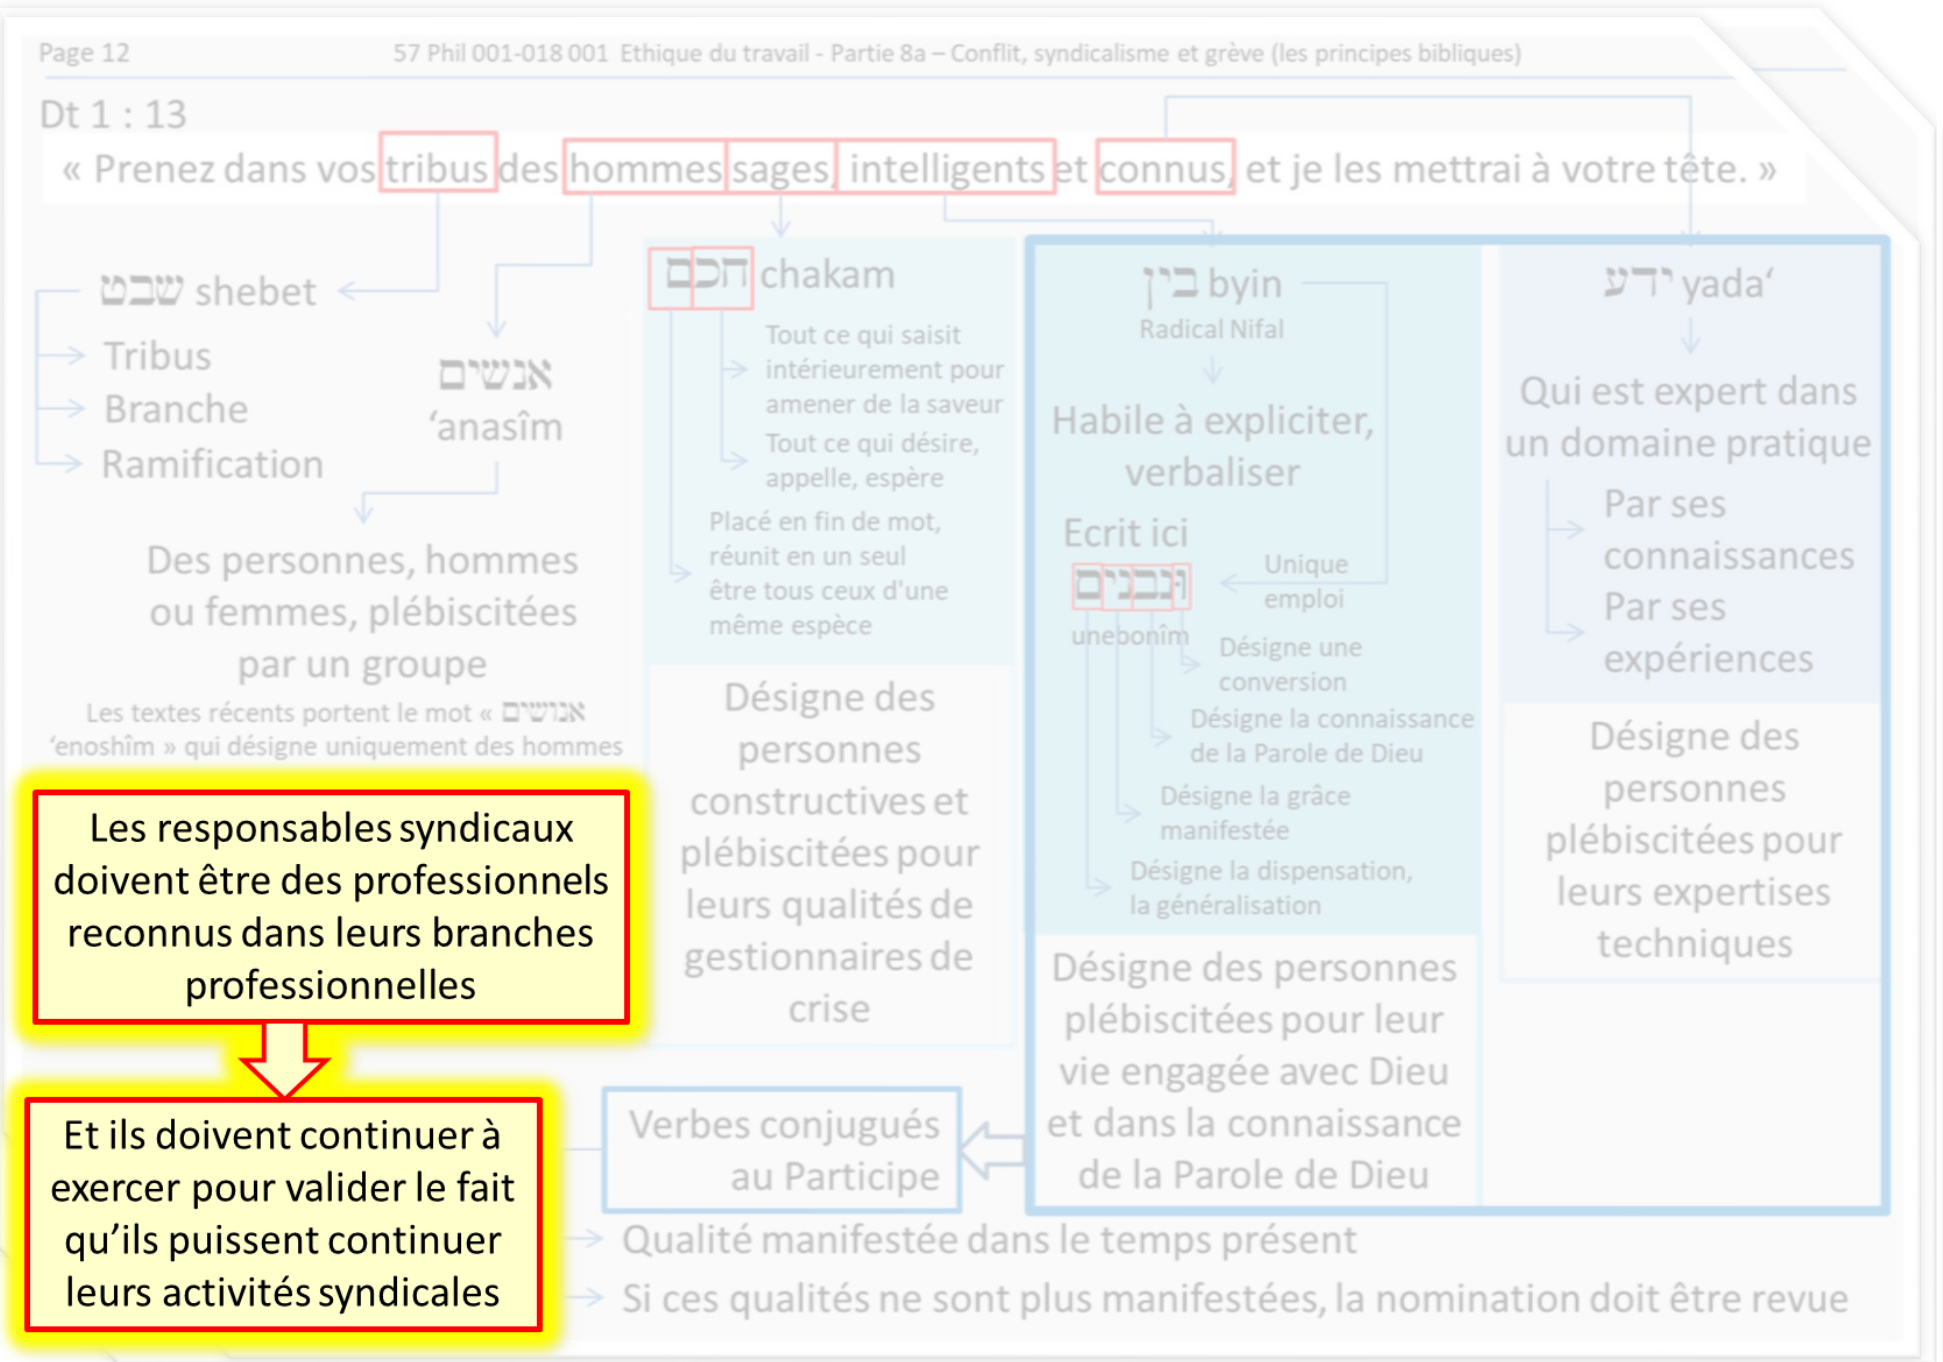 Page 12
57 Phil 001-018 001 Ethique du travail - Partie 8a – Conflit, syndicalisme et grève (les principes bibliques)
Dt 1 : 13
« Prenez dans vos tribus des hommes sages, intelligents et connus, et je les mettrai à votre tête. »
שבט shebet
Tribus
Branche
Ramification
אנשים
‘anasîm
Des personnes, hommes
ou femmes, plébiscitées
par un groupe
Les textes récents portent le mot « אנושים
‘enoshîm » qui désigne uniquement des hommes
חכם chakam
Tout ce qui saisit
intérieurement pour
amener de la saveur
Tout ce qui désire,
appelle, espère
Placé en fin de mot,
réunit en un seul
être tous ceux d'une
même espèce
Désigne des
personnes
constructives et
plébiscitées pour
leurs qualités de
gestionnaires de
crise
בין byin
Radical Nifal
Habile à expliciter,
verbaliser
Ecrit ici
Unique
emploi
ונבנים
unebonîm
Désigne une
conversion
Désigne la connaissance
de la Parole de Dieu
Désigne la grâce
manifestée
Désigne la dispensation,
la généralisation
Désigne des personnes
plébiscitées pour leur
vie engagée avec Dieu
et dans la connaissance
de la Parole de Dieu
ידע yada‘
Qui est expert dans
un domaine pratique
Par ses
connaissances
Par ses
expériences
Désigne des
personnes
plébiscitées pour
leurs expertises
techniques
Les responsables syndicaux
doivent être des professionnels
reconnus dans leurs branches
professionnelles
Et ils doivent continuer à
exercer pour valider le fait
qu’ils puissent continuer
leurs activités syndicales
Verbes conjugués
au Participe
Qualité manifestée dans le temps présent
Si ces qualités ne sont plus manifestées, la nomination doit être revue